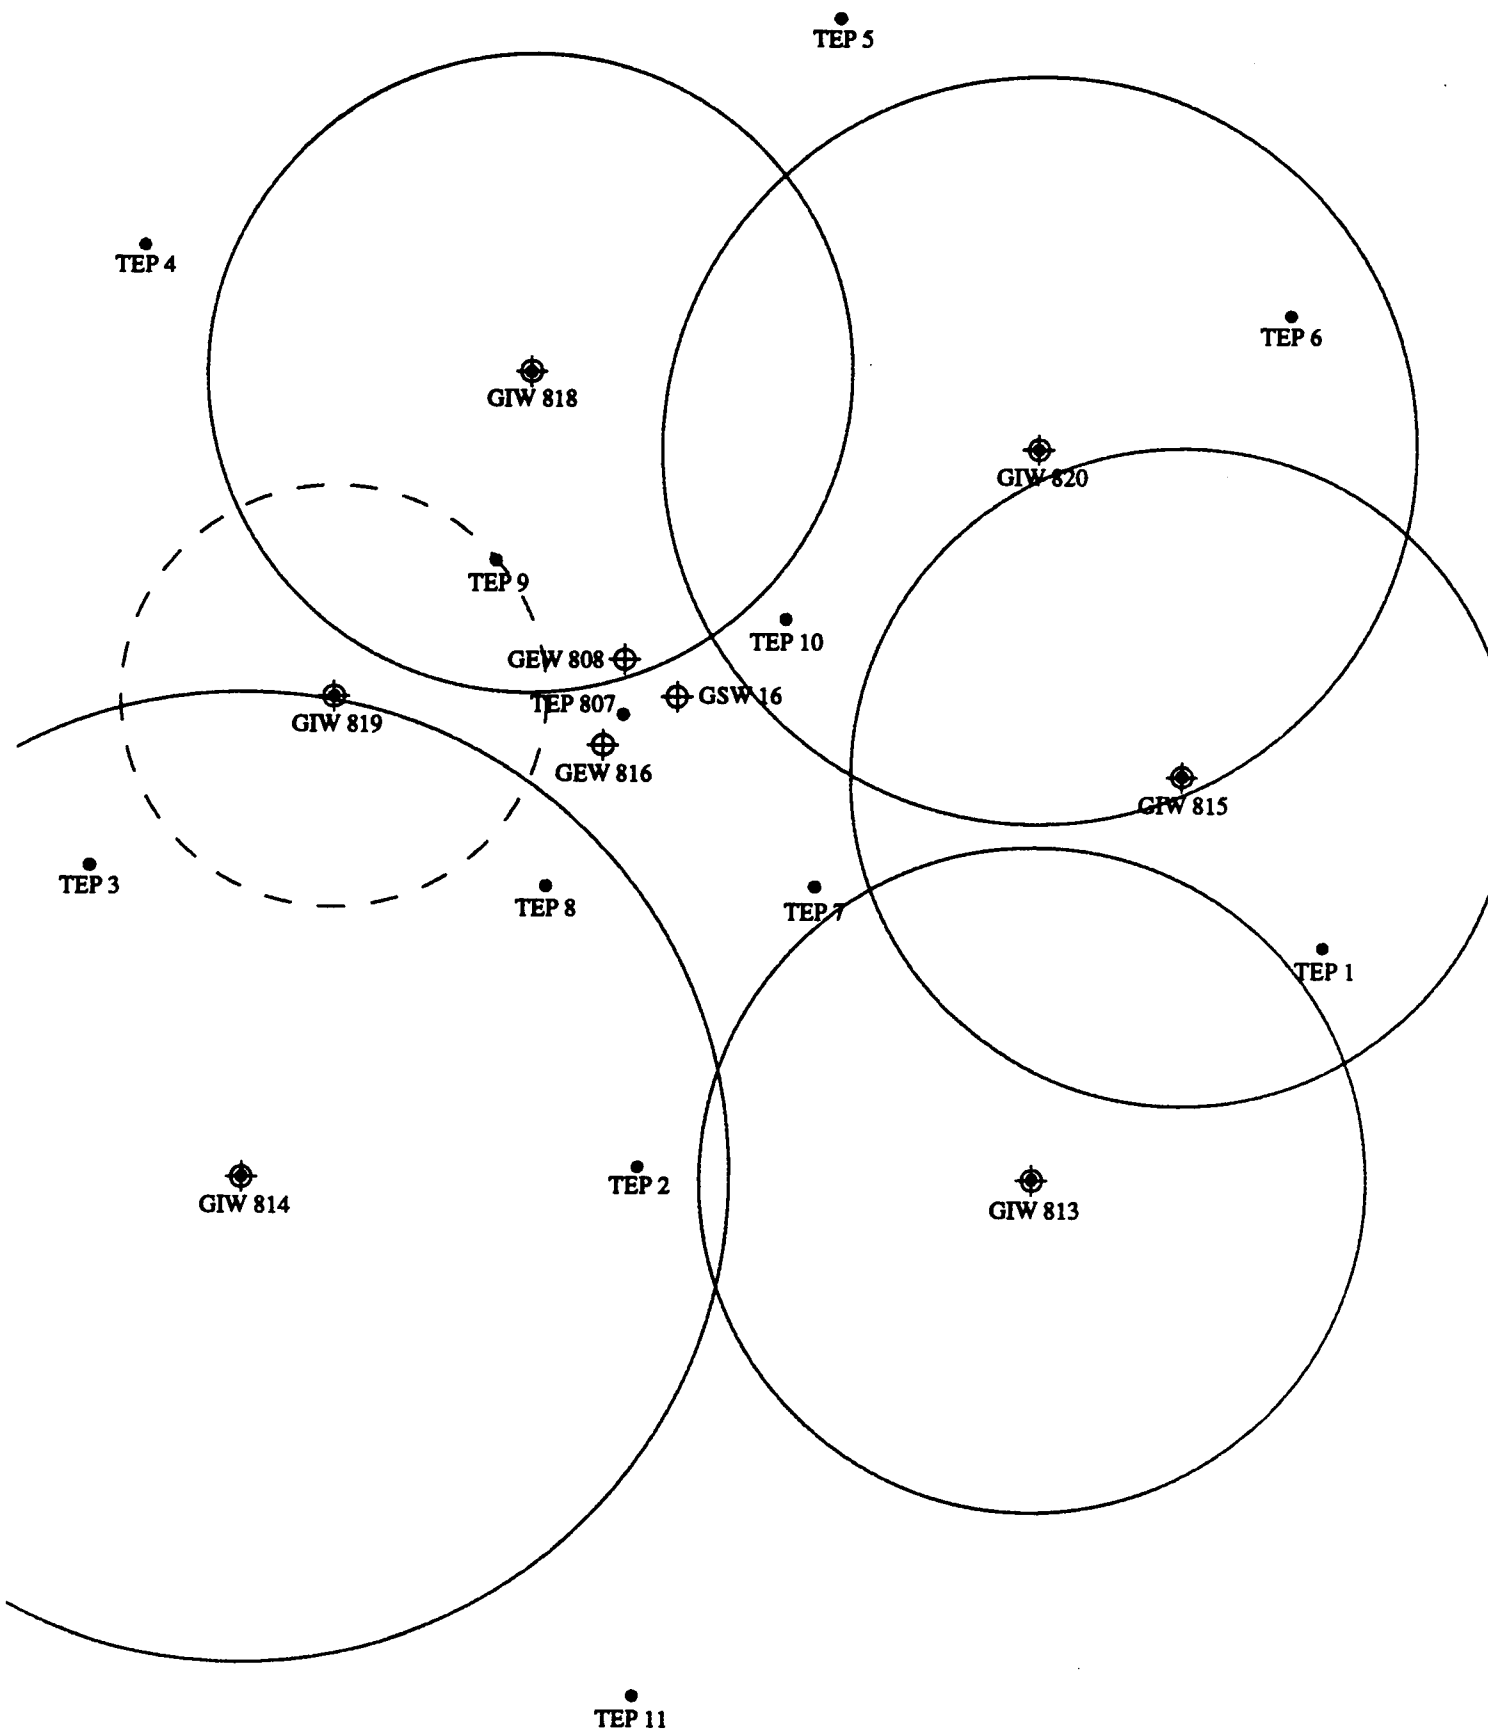 TEP 5
TEP 4
TEP 6
GIW 818
GIW 820
TEP 9
TEP 10
GEW 808
GSW 16
TEP 807
GIW 819
GEW 816
GIW 815
TEP 3
TEP 8
TEP 7
TEP 1
TEP 2
GIW 814
GIW 813
TEP 11